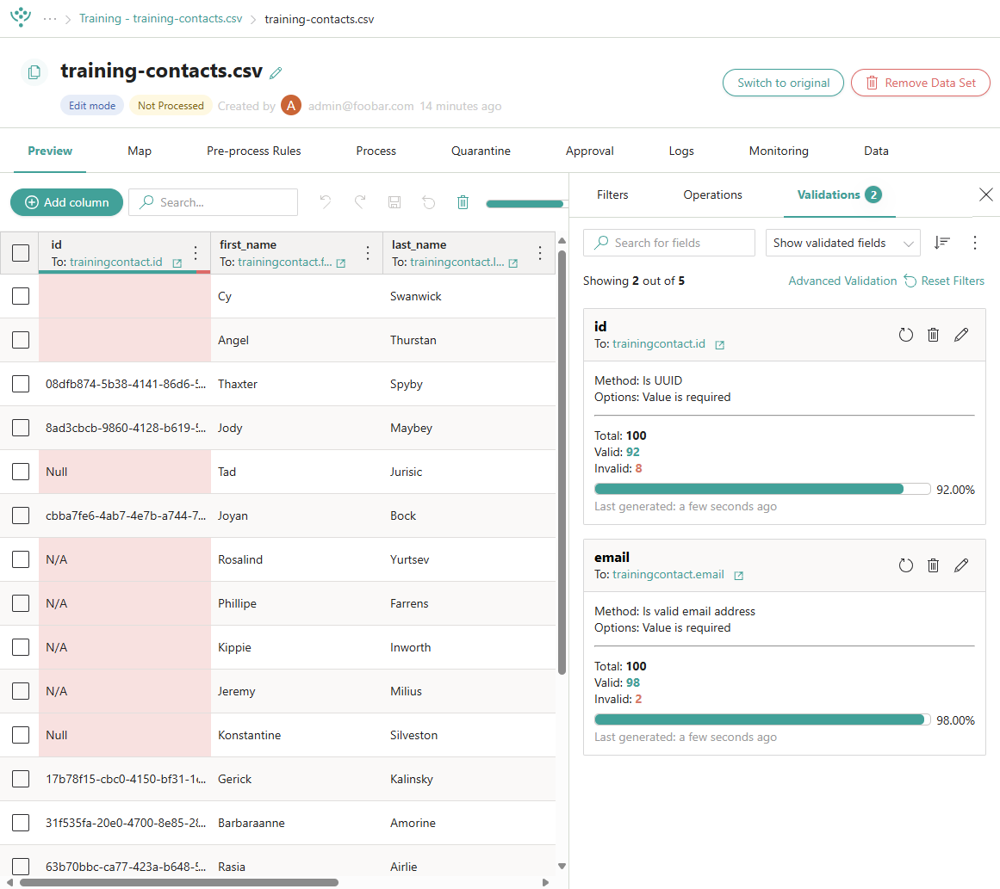 ··· > Training - training-contacts.csv > training-contacts.csv
training-contacts.csv
Switch to original
Remove Data Set
Edit mode Not Processed Created by A admin@foobar.com 14 minutes ago
Preview Map Pre-process Rules Process Quarantine Approval Logs Monitoring Data
Add column Search...
id first_name last_name
To: trainingcontact.id To: trainingcontact.f... To: trainingcontact.l...
Cy Swanwick
Angel Thurstan
08dfb874-5b38-4141-86d6-5... Thaxter Spyby
8ad3cbcb-9860-4128-b619-5... Jody Maybey
Null Tad Jurisic
cbba7fe6-4ab7-4e7b-a744-7... Joyan Bock
N/A Rosalind Yurtsev
N/A Phillipe Farrens
N/A Kippie Inworth
N/A Jeremy Milius
Null Konstantine Silveston
17b78f15-cbc0-4150-bf31-1e... Gerick Kalinsky
31f535fa-20e0-4700-8e85-28... Barbaraanne Amorine
63b70bbc-ca77-423a-b648-5... Rasia Airlie
Filters Operations Validations 2
Search for fields Show validated fields
Showing 2 out of 5 Advanced Validation Reset Filters
id
To: trainingcontact.id
Method: Is UUID
Options: Value is required
Total: 100
Valid: 92
Invalid: 8
92.00%
Last generated: a few seconds ago
email
To: trainingcontact.email
Method: Is valid email address
Options: Value is required
Total: 100
Valid: 98
Invalid: 2
98.00%
Last generated: a few seconds ago